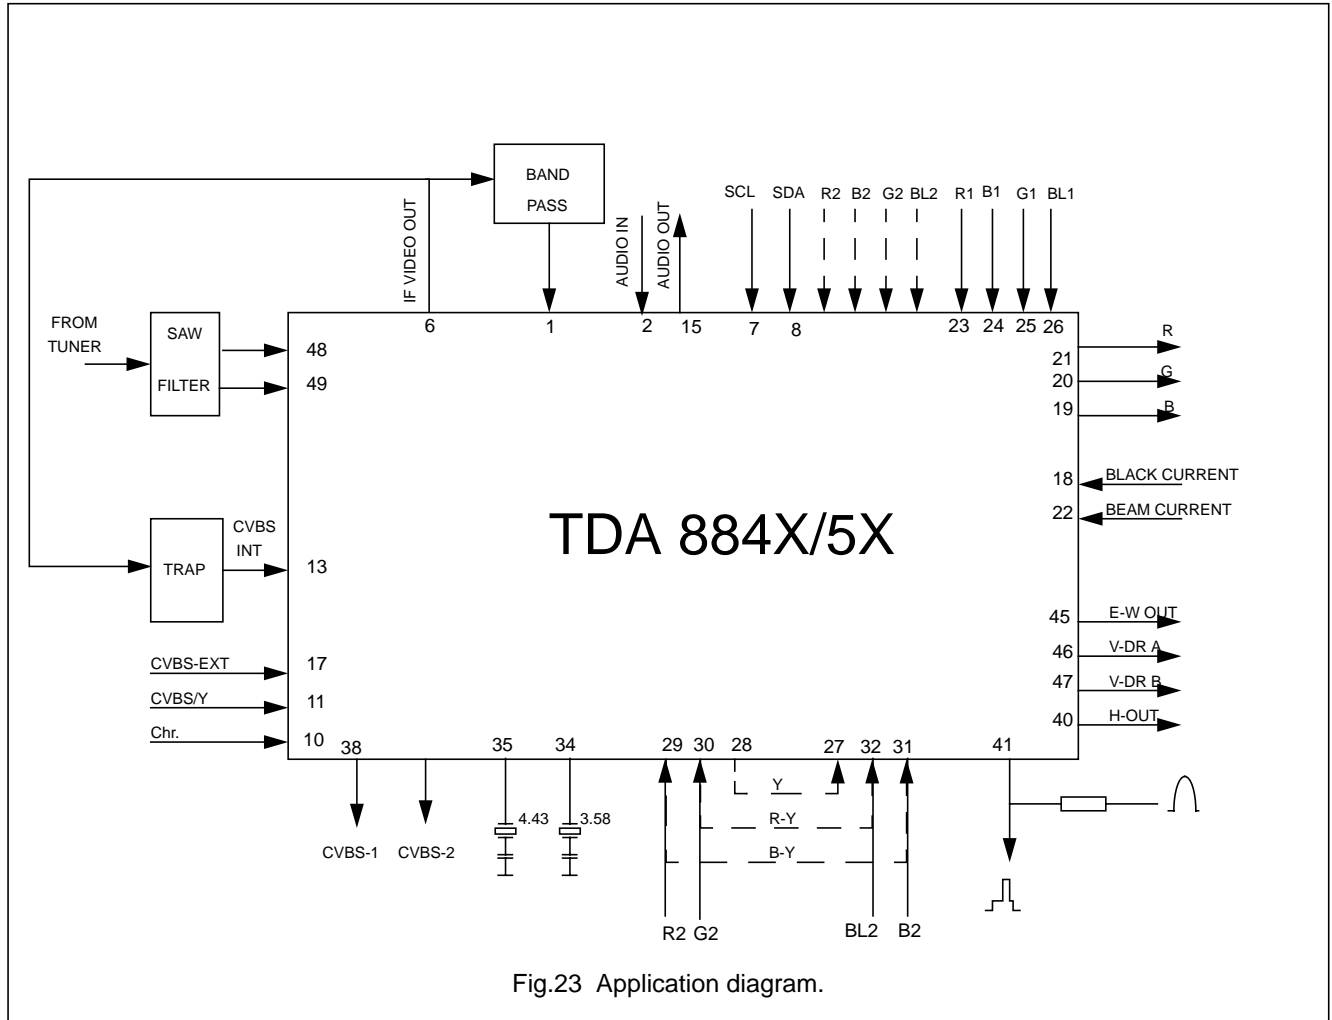 BAND
PASS
IF VIDEO OUT
AUDIO IN
AUDIO OUT
SCL SDA R2 B2 G2 BL2 R1 B1 G1 BL1
FROM
TUNER
SAW
FILTER
6 1 2 15 7 8 23 24 25 26
48
49
21 R
20 G
19 B
18 BLACK CURRENT
22 BEAM CURRENT
TDA 884X/5X
CVBS
INT
TRAP
13
45 E-W OUT
46 V-DR A
47 V-DR B
40 H-OUT
CVBS-EXT 17
CVBS/Y 11
Chr. 10
38 35 34 29 30 28 27 32 31 41
Y
R-Y
B-Y
4.43 3.58
CVBS-1 CVBS-2
R2 G2 BL2 B2
Fig.23 Application diagram.